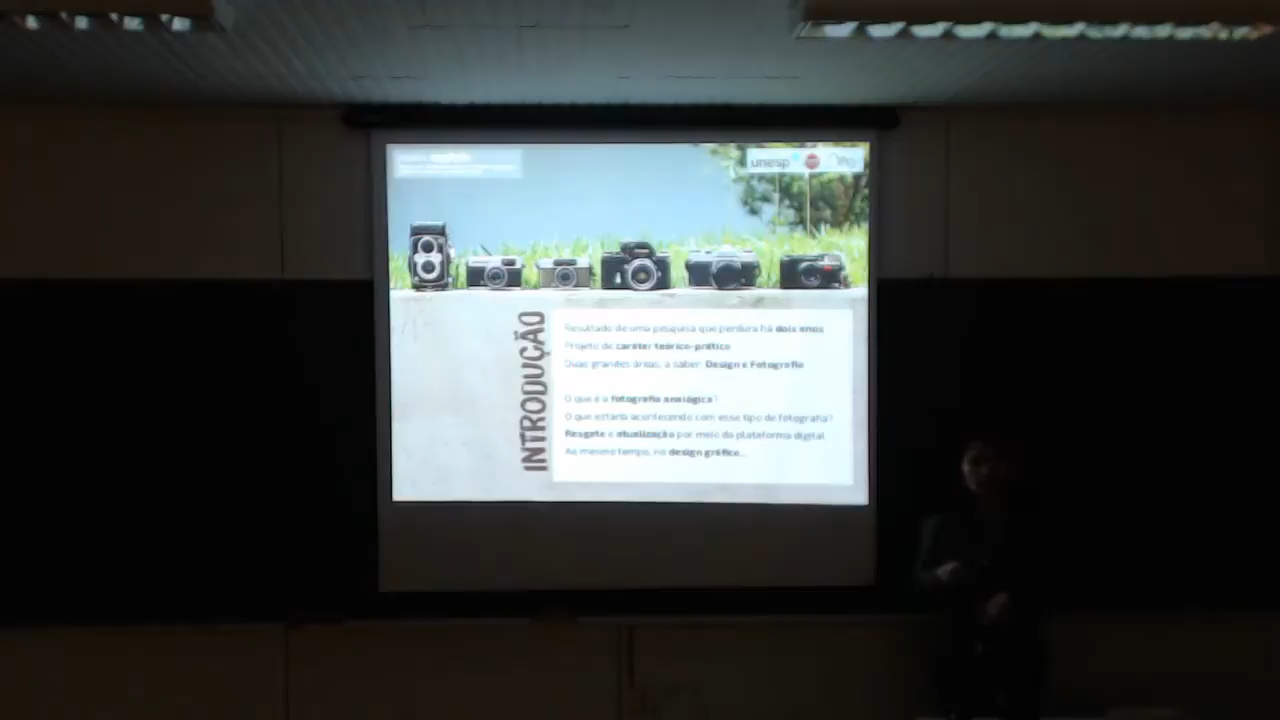 unesp
INTRODUÇÃO
Resultado de uma pesquisa que perdura há dois anos
Projeto de caráter teórico-prático
Duas grandes áreas, a saber: Design e Fotografia
O que é a fotografia analógica?
O que estaria acontecendo com esse tipo de fotografia?
Resgate e atualização por meio da plataforma digital
Ao mesmo tempo, no design gráfico...